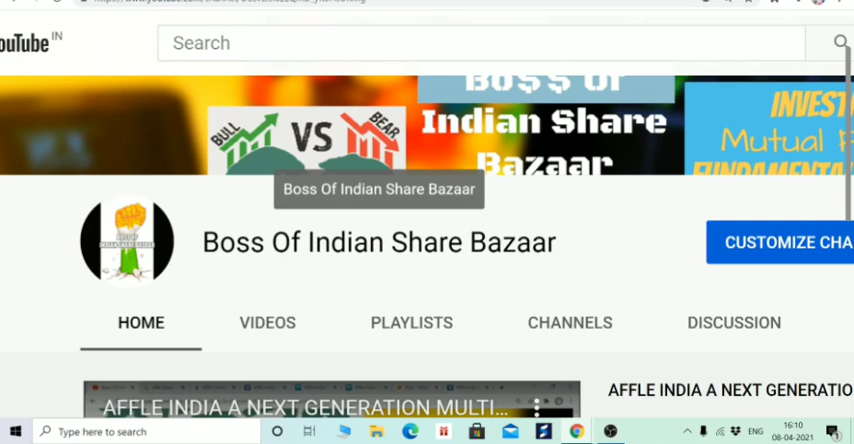 YouTube IN
Search
Bo$$ Of
Indian Share
Bazaar
BULL VS BEAR
INVEST
Mutual
FUNDAMENTA
Boss Of Indian Share Bazaar
Boss Of Indian Share Bazaar
CUSTOMIZE CHA
HOME VIDEOS PLAYLISTS CHANNELS DISCUSSION
AFFLE INDIA A NEXT GENERATION MULTI...
AFFLE INDIA A NEXT GENERATIO
Type here to search
ENG
16:10
08-04-2021